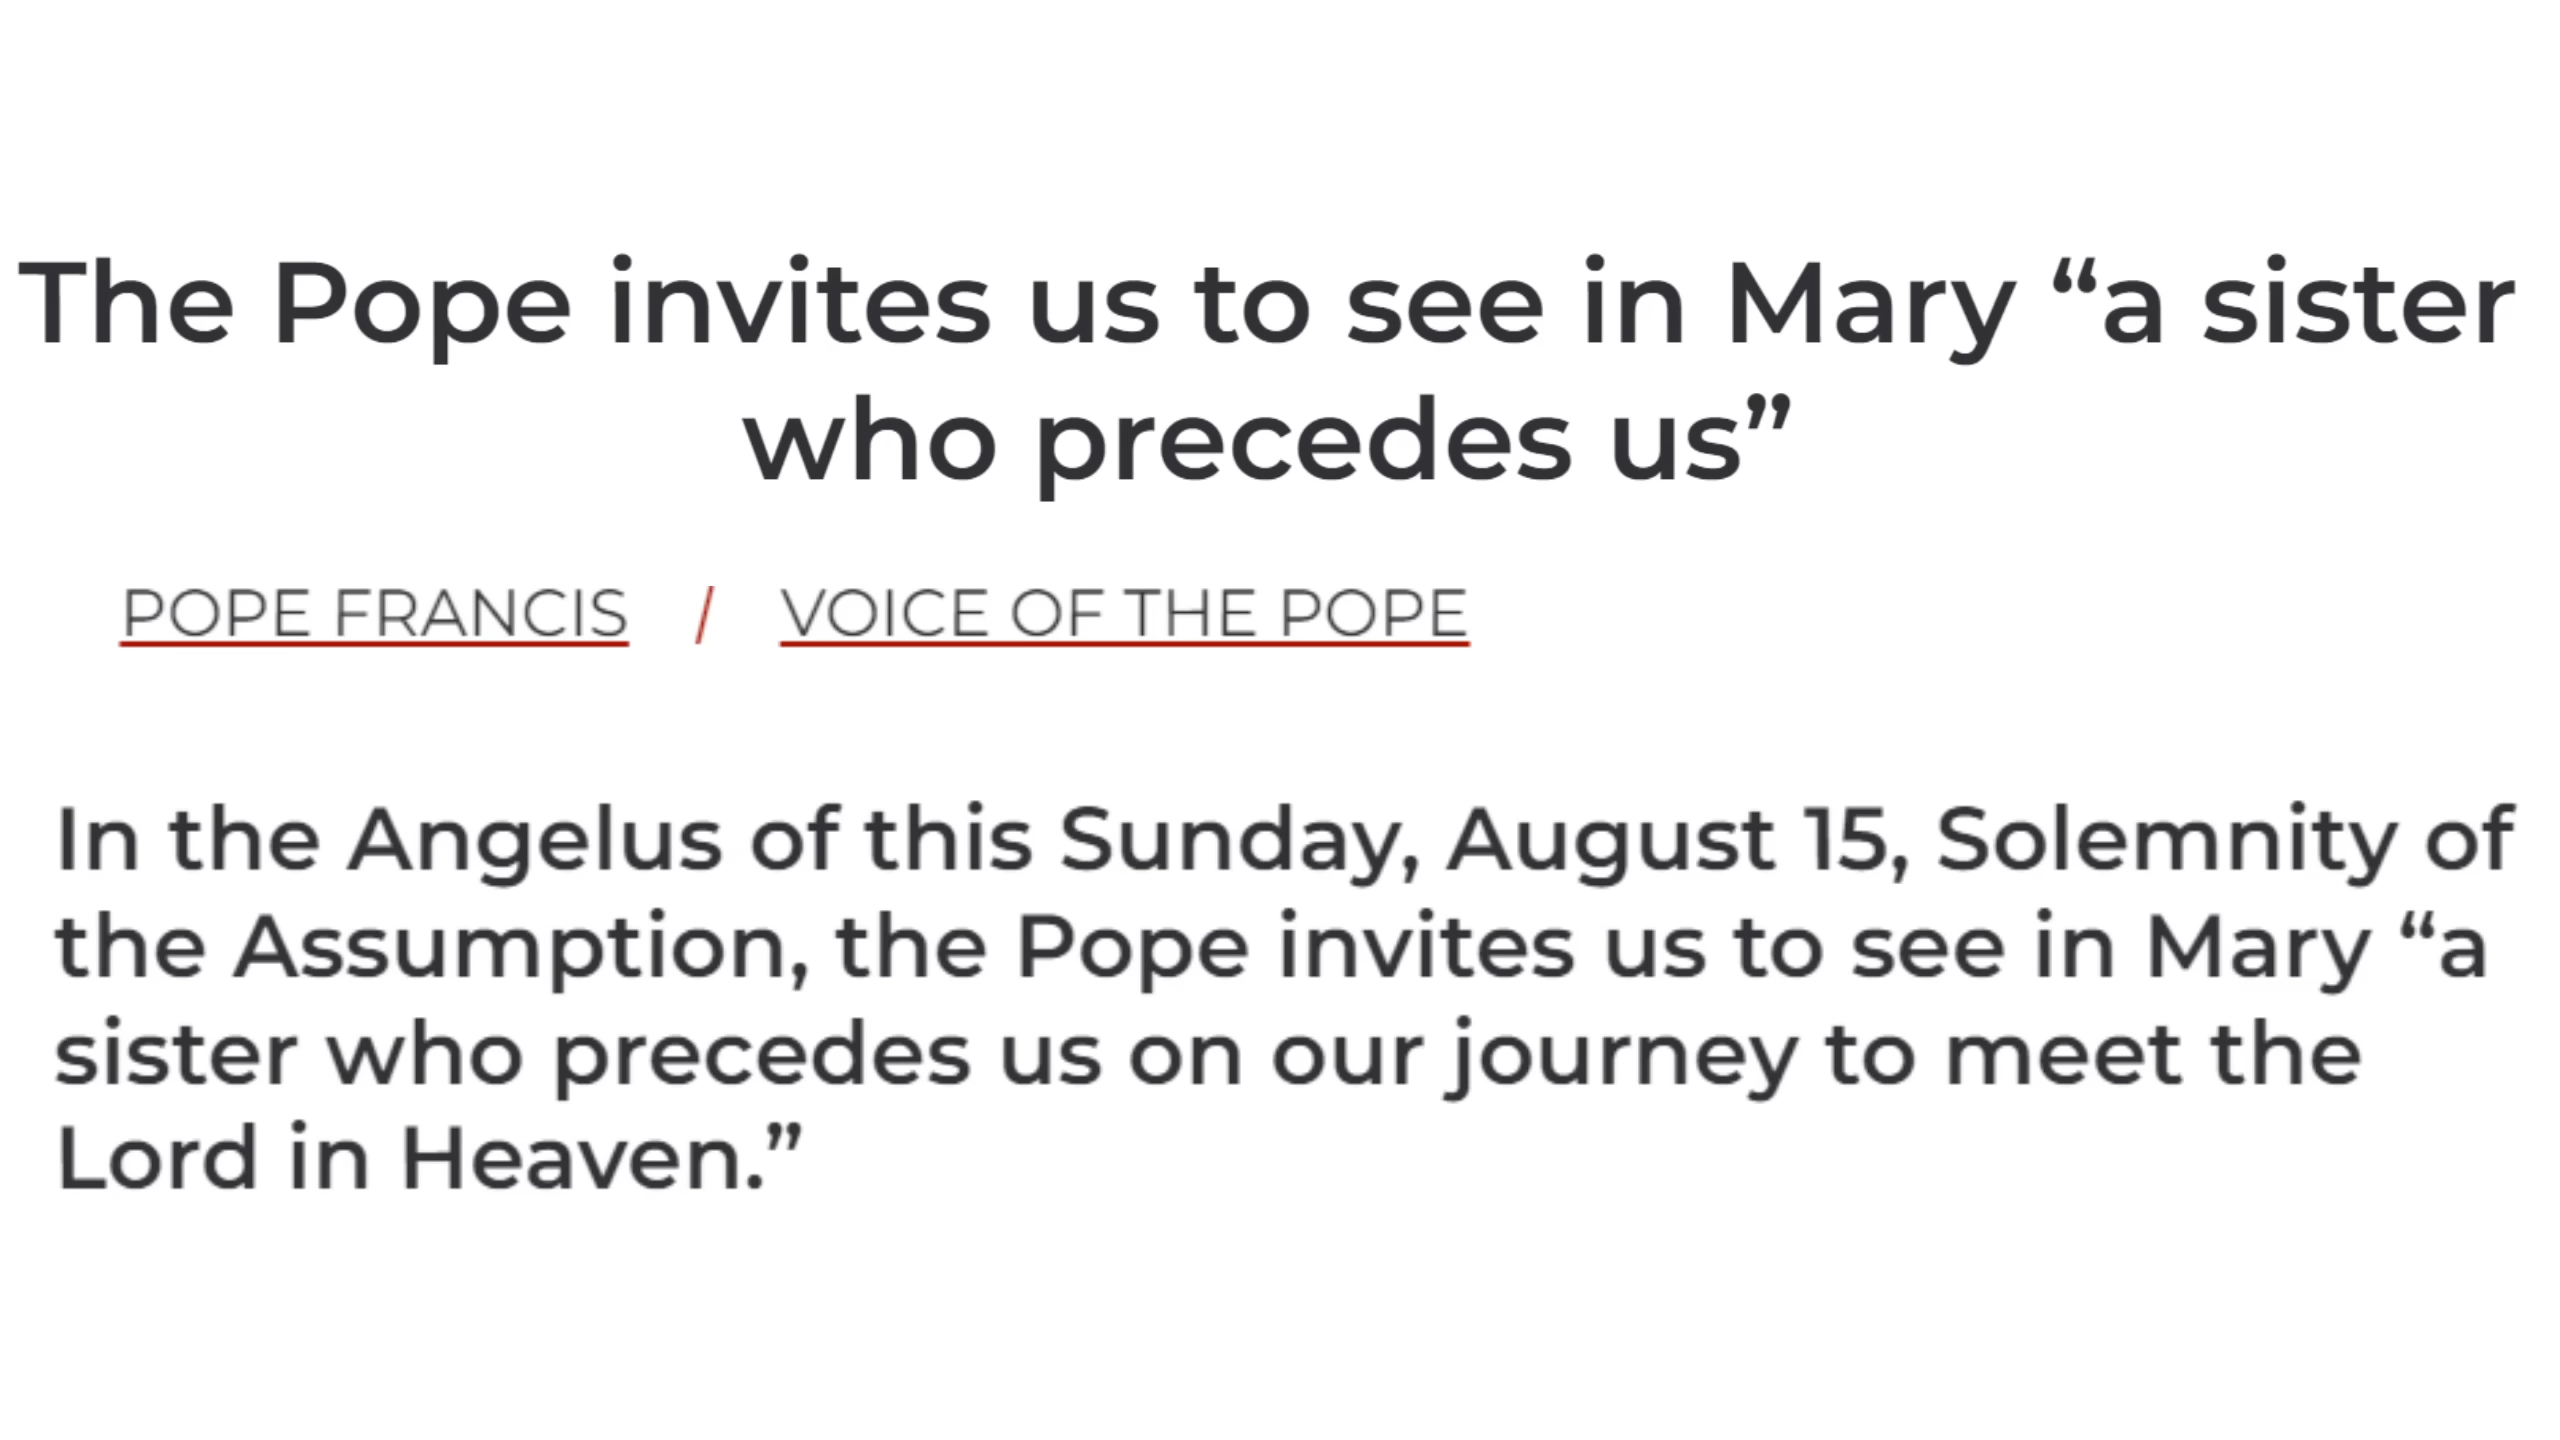 The Pope invites us to see in Mary “a sister
who precedes us”
POPE FRANCIS / VOICE OF THE POPE
In the Angelus of this Sunday, August 15, Solemnity of
the Assumption, the Pope invites us to see in Mary “a
sister who precedes us on our journey to meet the
Lord in Heaven.”